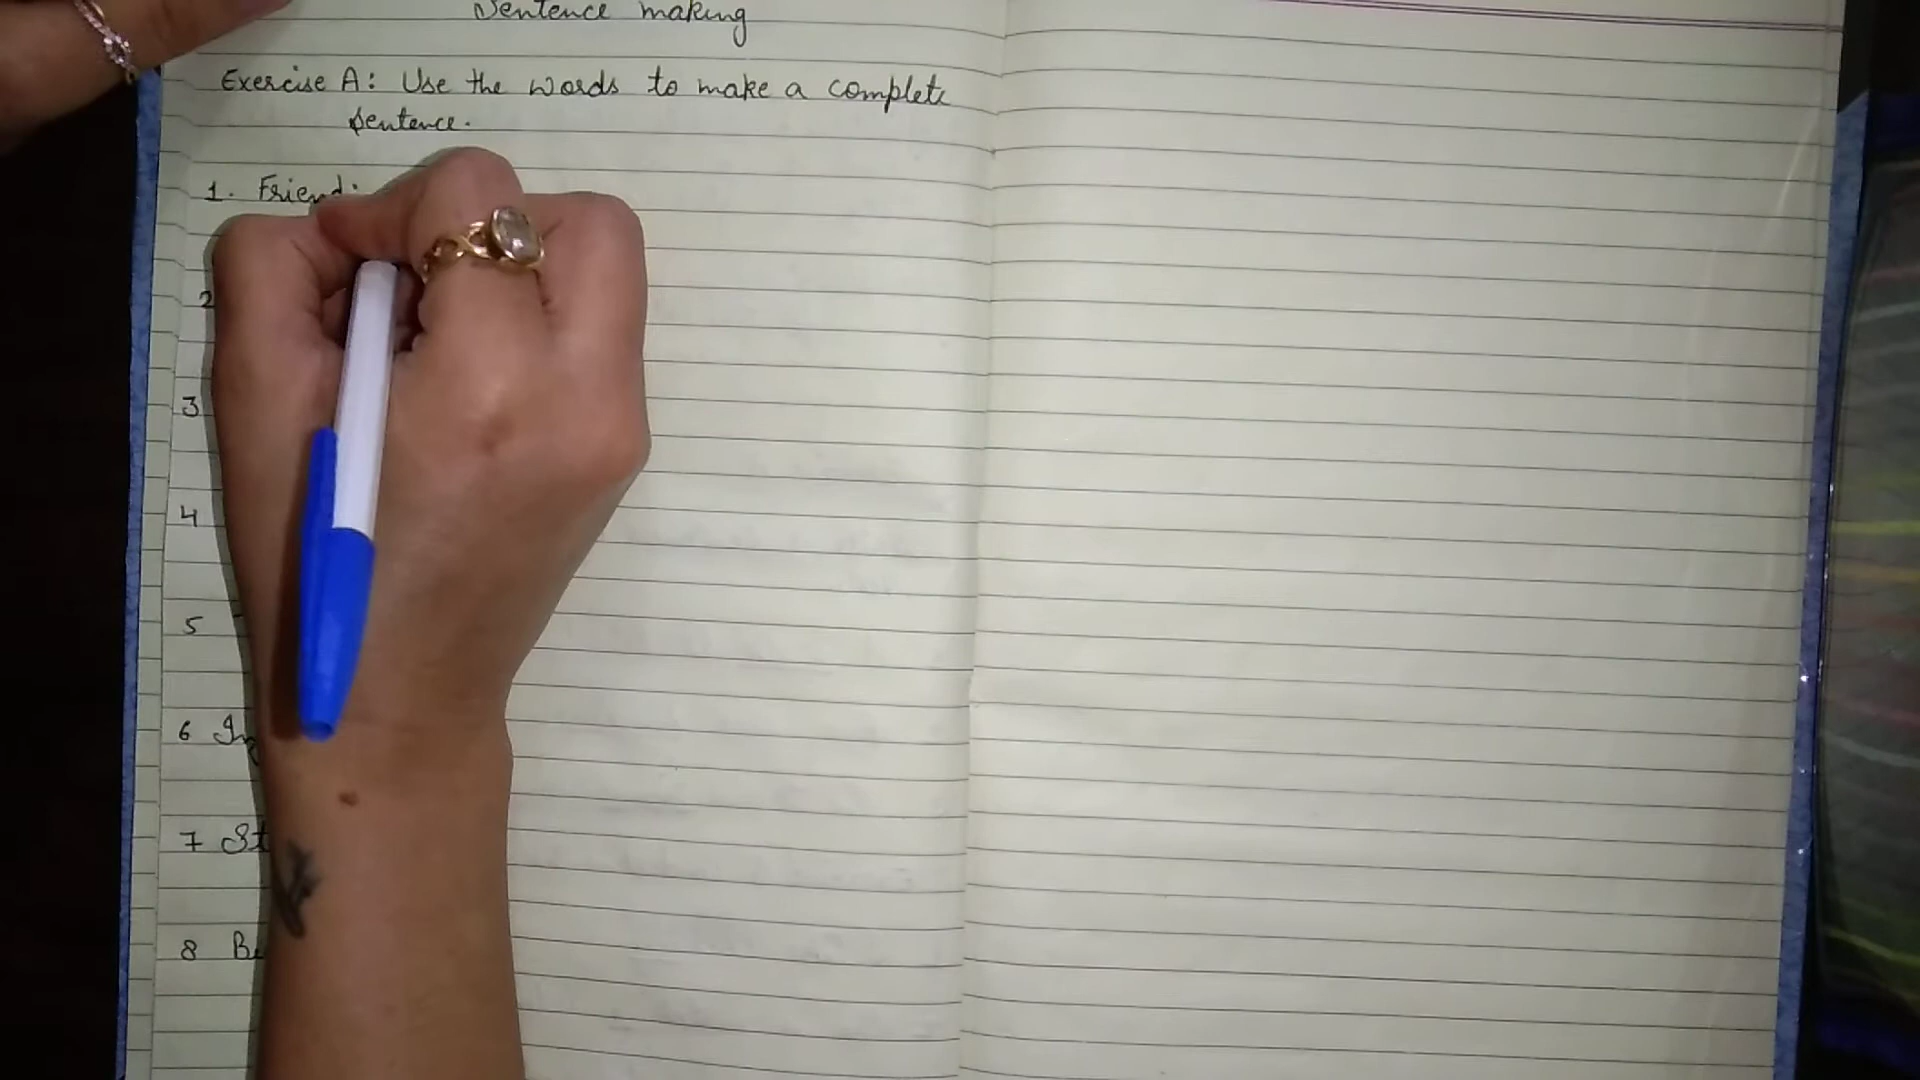 Sentence making
Exercise A: Use the words to make a complete
sentence.
1. Friend:
2
3
4
5
6
7
8